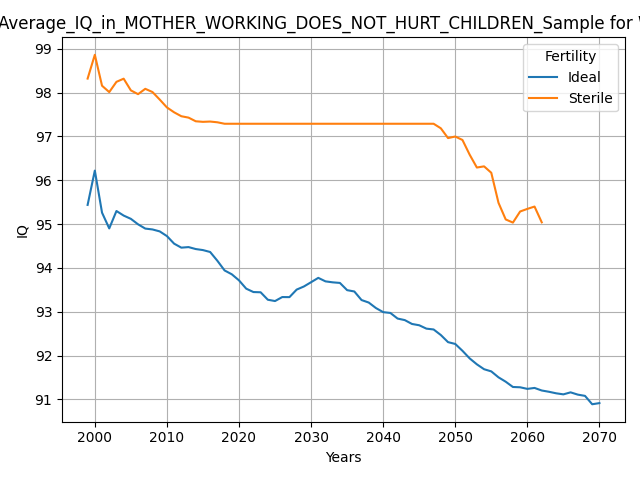 Average_IQ_in_MOTHER_WORKING_DOES_NOT_HURT_CHILDREN_Sample for
99
98
97
96
95
94
93
92
91
IQ
Fertility
Ideal
Sterile
2000 2010 2020 2030 2040 2050 2060 2070
Years